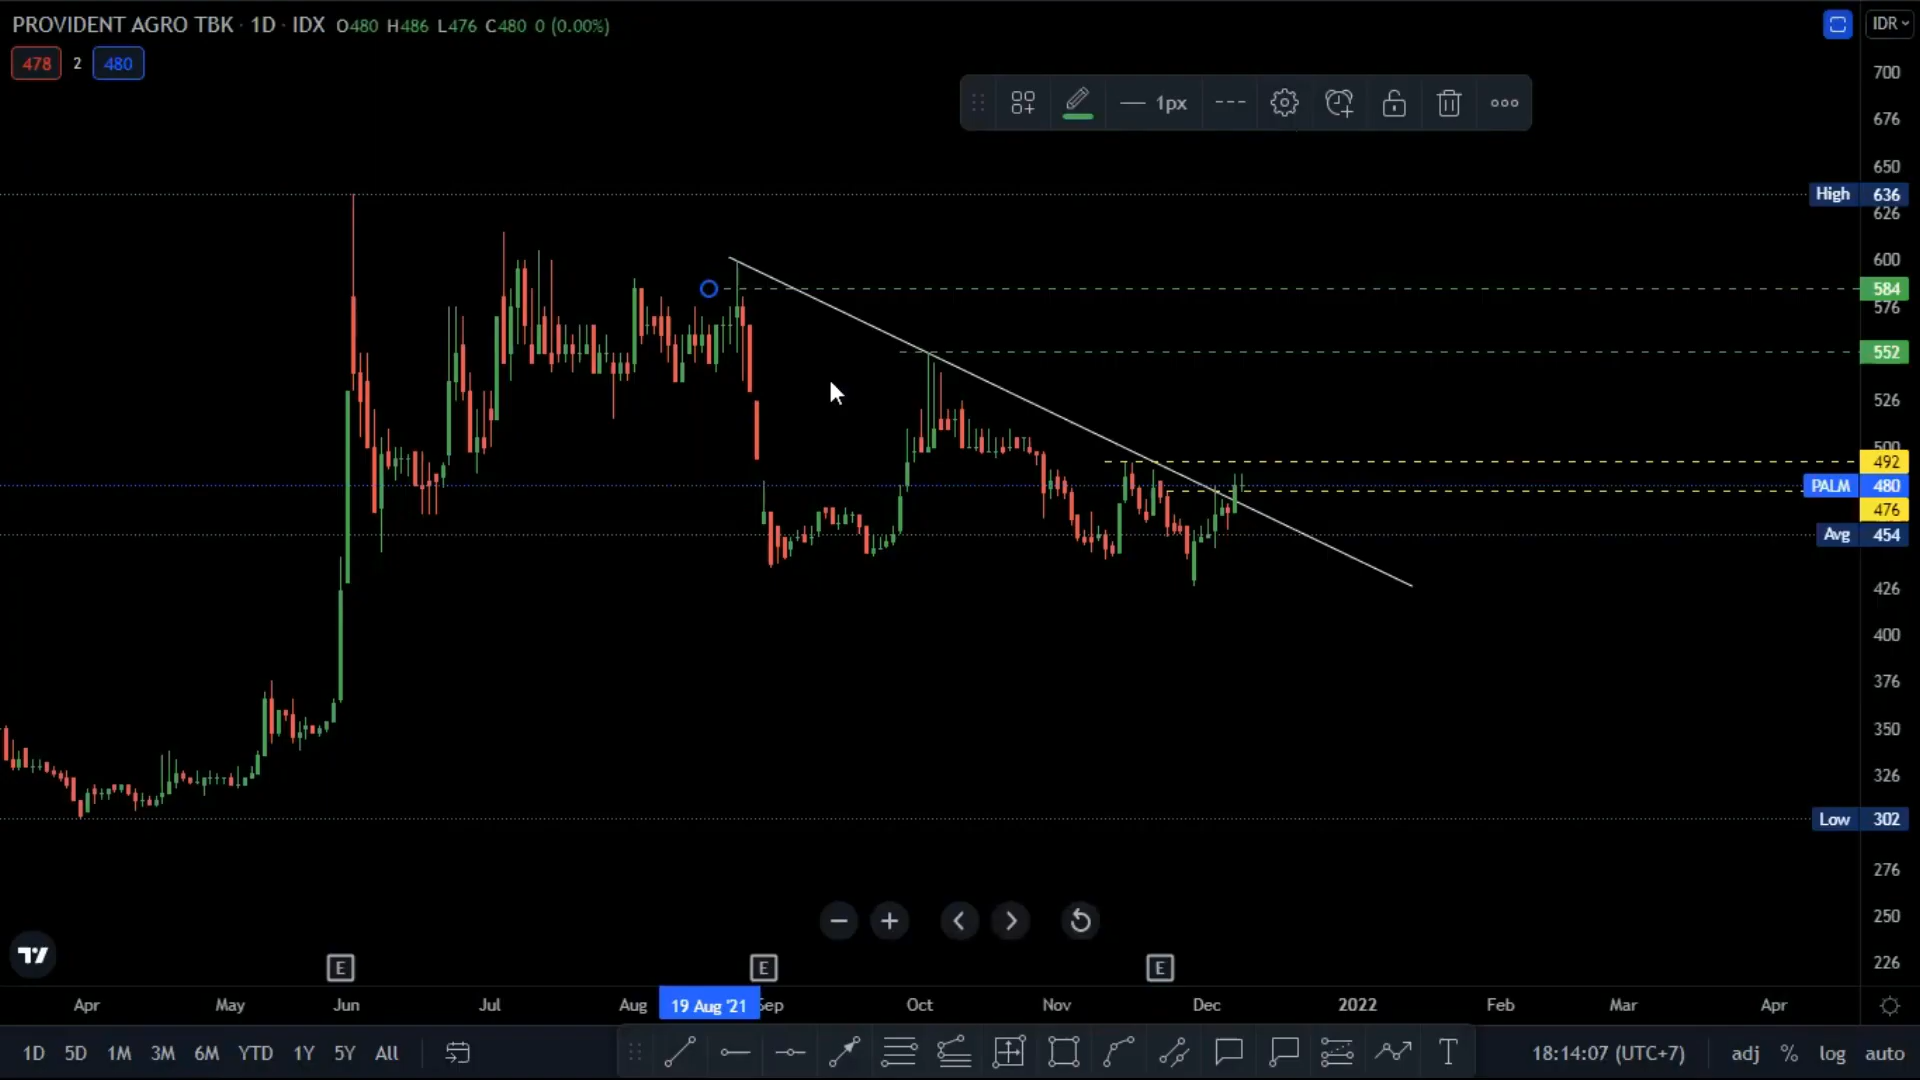 PROVIDENT AGRO TBK · 1D · IDX O480 H486 L476 C480 0 (0.00%)
IDR
478 2 480
1px
700
676
650
High 636
626
600
584
576
552
526
500
492
PALM 480
476
Avg 454
426
400
376
350
326
Low 302
276
250
226
E E E
Apr May Jun Jul Aug 19 Aug '21 Sep Oct Nov Dec 2022 Feb Mar Apr
1D 5D 1M 3M 6M YTD 1Y 5Y All T 18:14:07 (UTC+7) adj % log auto